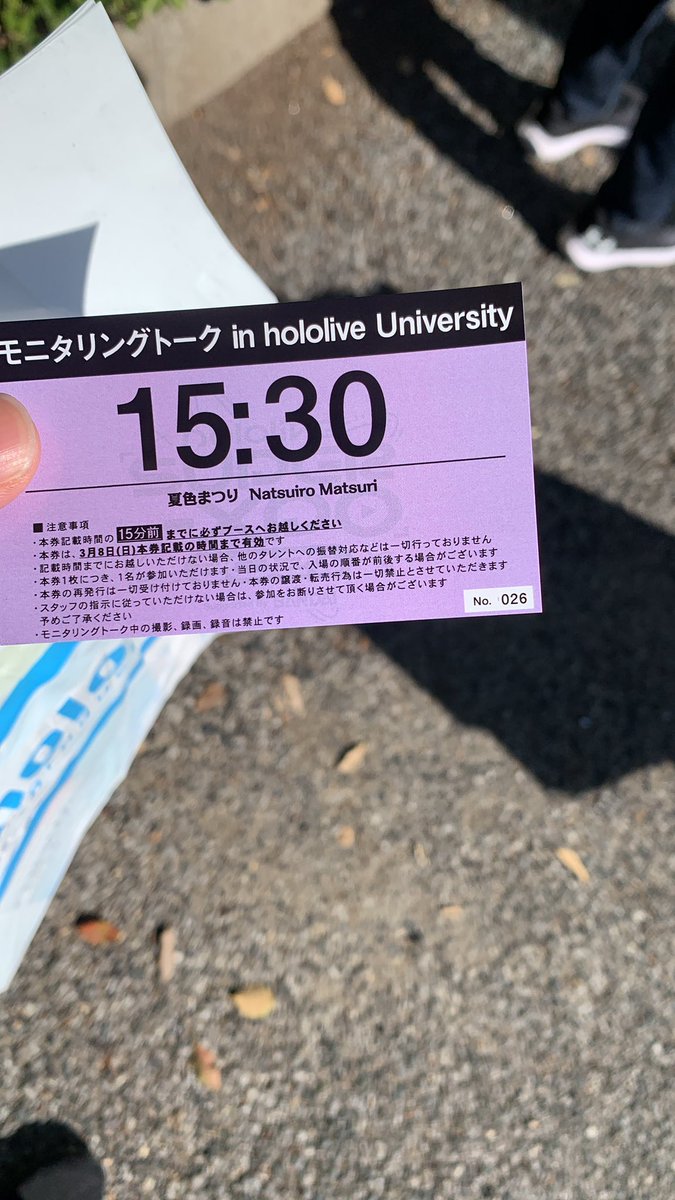 モニタリングトーク in hololive University
15:30
夏色まつり Natsuiro Matsuri
■注意事項
・本券記載時間の 15分前 までに必ずブースへお越しください
・本券は、3月8日(日)本券記載の時間まで有効です
・記載時間までにお越しいただけない場合、他のタレントへの振替対応などは一切行っておりません
・本券1枚につき、1名が参加いただけます・当日の状況で、入場の順番が前後する場合がございます
・本券の再発行は一切受け付けておりません・本券の譲渡・転売行為は一切禁止とさせていただきます
・スタッフの指示に従っていただけない場合は、参加をお断りさせて頂く場合がございます
予めご了承ください
・モニタリングトーク中の撮影、録画、録音は禁止です
No. 026